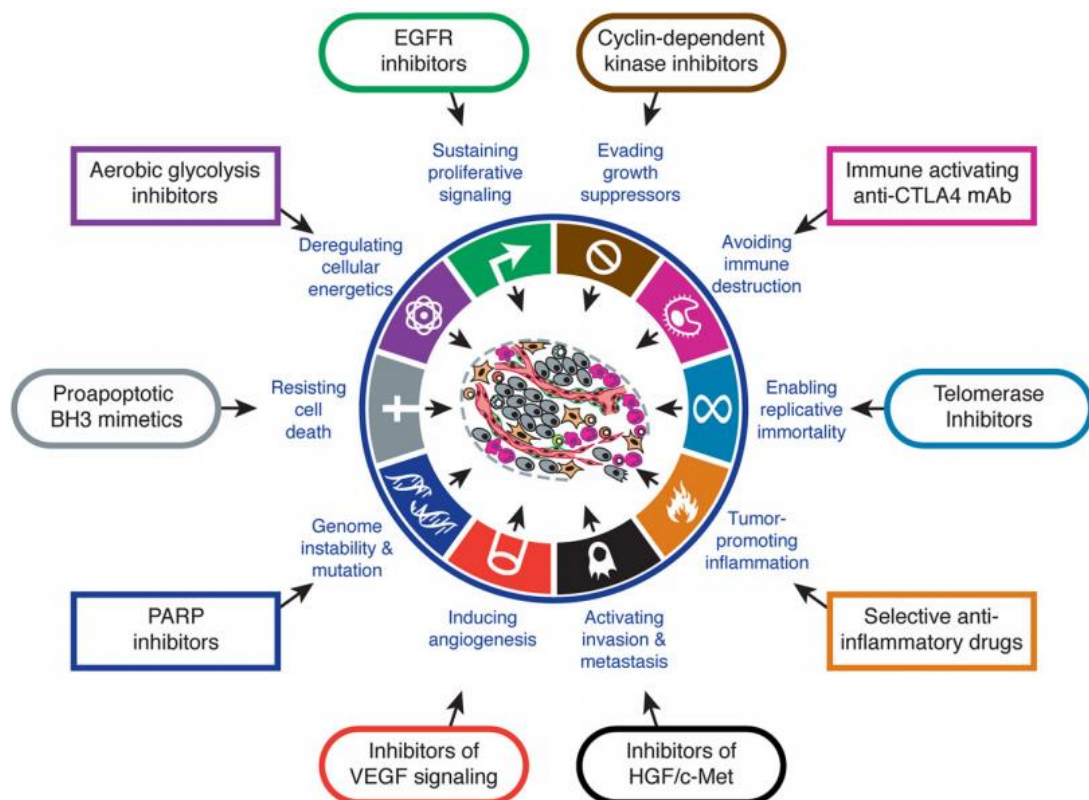 EGFR
inhibitors
Cyclin-dependent
kinase inhibitors
Sustaining
proliferative
signaling
Evading
growth
suppressors
Aerobic glycolysis
inhibitors
Immune activating
anti-CTLA4 mAb
Deregulating
cellular
energetics
Avoiding
immune
destruction
Proapoptotic
BH3 mimetics
Resisting
cell
death
Enabling
replicative
immortality
Telomerase
Inhibitors
Genome
instability &
mutation
Tumor-
promoting
inflammation
PARP
inhibitors
Inducing
angiogenesis
Activating
invasion &
metastasis
Selective anti-
inflammatory drugs
Inhibitors of
VEGF signaling
Inhibitors of
HGF/c-Met